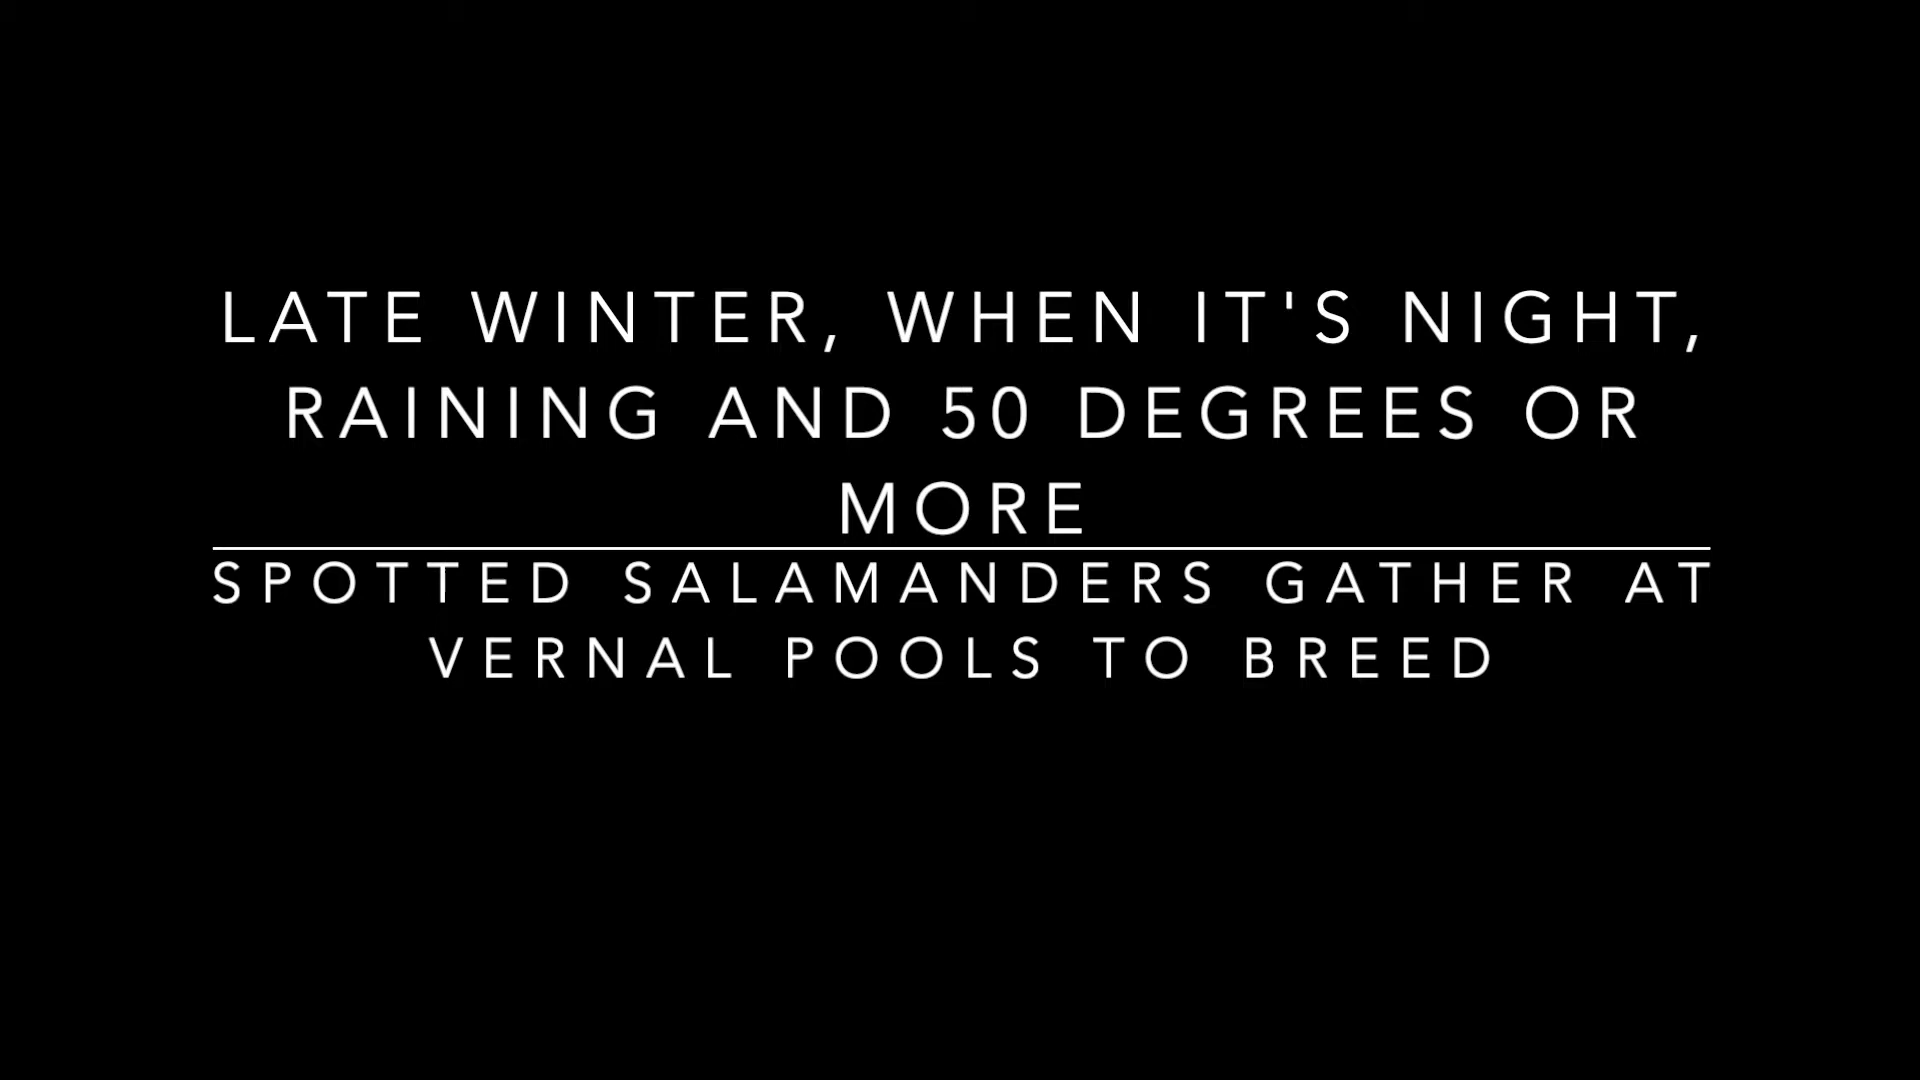 LATE WINTER, WHEN IT'S NIGHT,
RAINING AND 50 DEGREES OR
MORE
SPOTTED SALAMANDERS GATHER AT
VERNAL POOLS TO BREED